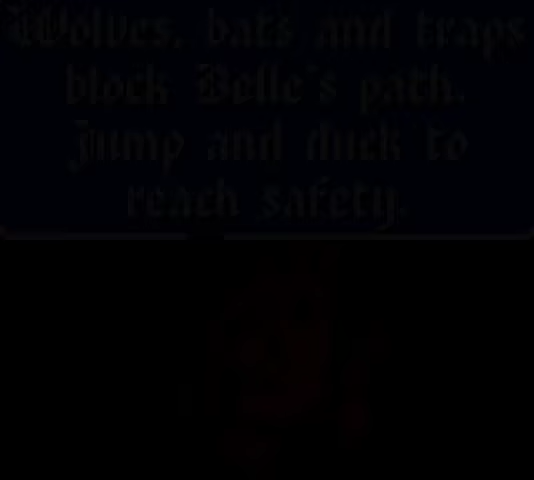 Wolves, bats and traps
block Belle's path.
Jump and duck to
reach safety.